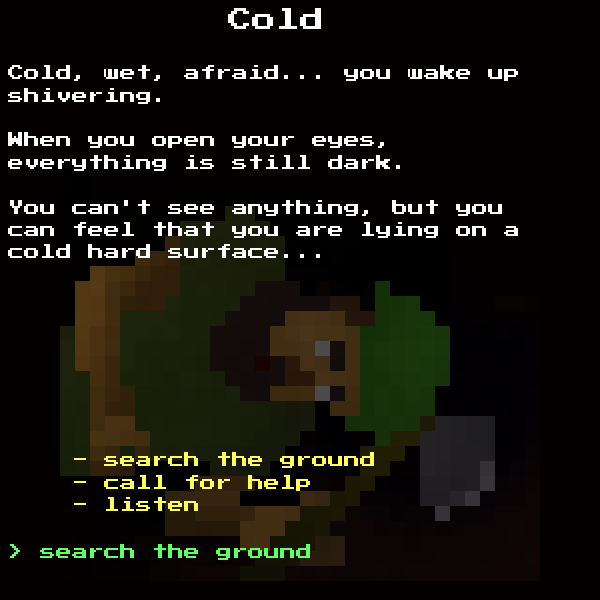 Cold
Cold, wet, afraid... you wake up
shivering.
When you open your eyes,
everything is still dark.
You can't see anything, but you
can feel that you are lying on a
cold hard surface...
- search the ground
- call for help
- listen
> search the ground